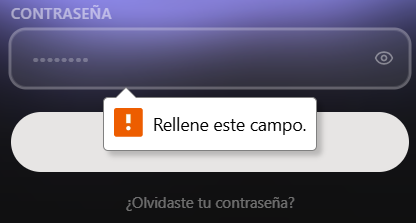 CONTRASEÑA
••••••••
Rellene este campo.
¿Olvidaste tu contraseña?